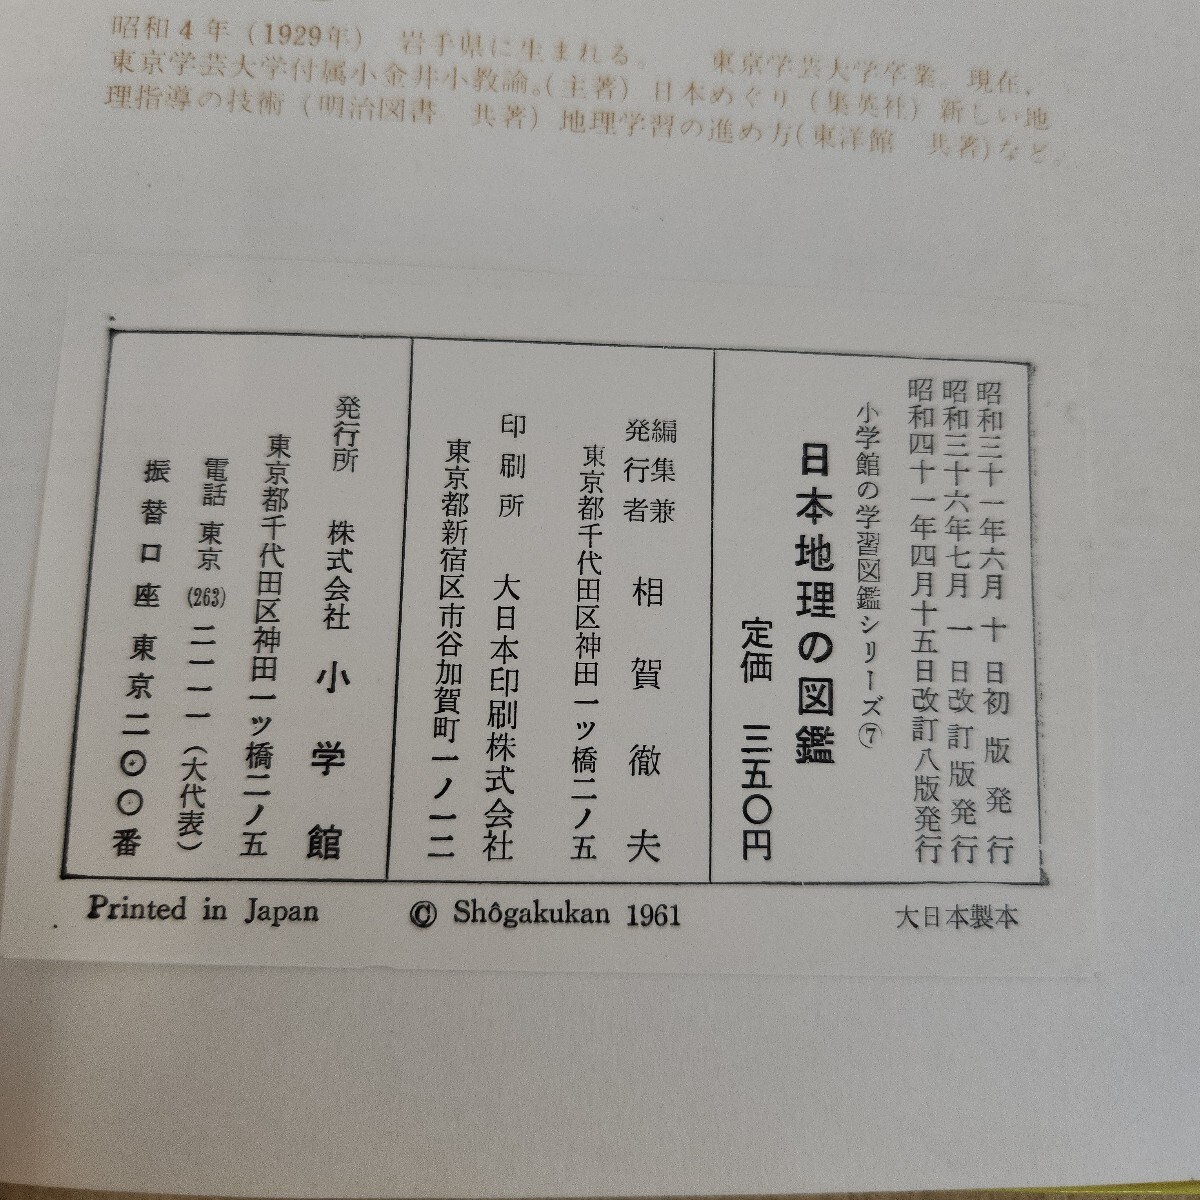 昭和4年(1929年) 岩手県に生まれる。 東京学芸大学卒業。現在、
東京学芸大学付属小金井小教諭。(主著)日本めぐり(集英社)新しい地
理指導の技術(明治図書 共著)地理学習の進め方(東洋館 共著)など。
昭和三十一年六月十日初版発行
昭和三十六年七月一日改訂版発行
昭和四十一年四月十五日改訂八版発行
小学館の学習図鑑シリーズ⑦
日本地理の図鑑
定価 三五〇円
編集兼
発行者 相賀徹夫
東京都千代田区神田一ッ橋二ノ五
印刷所 大日本印刷株式会社
東京都新宿区市谷加賀町一ノ一二
発行所 株式会社 小学館
東京都千代田区神田一ッ橋二ノ五
電話 東京(263)二一一一(大代表)
振替口座 東京二〇〇番
Printed in Japan © Shôgakukan 1961 大日本製本